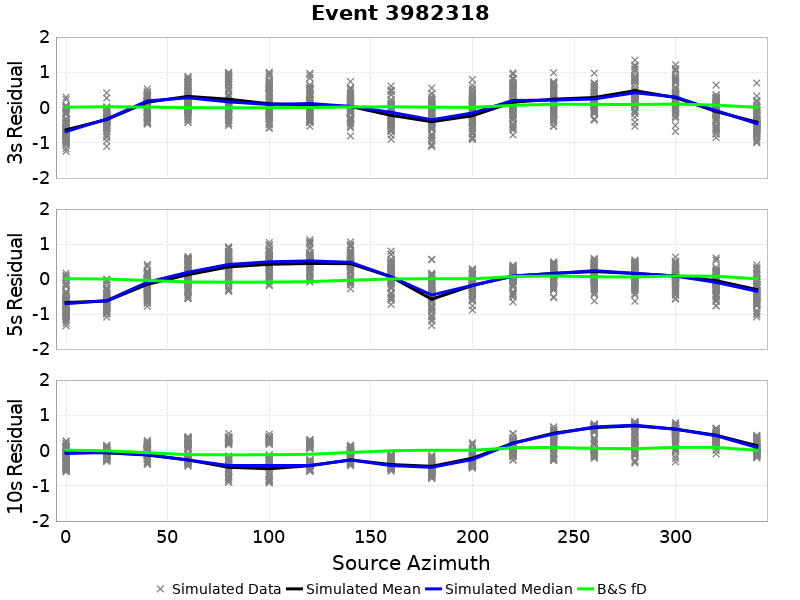 Event 3982318
2
1
0
-1
-2
3s Residual
2
1
0
-1
-2
5s Residual
2
1
0
-1
-2
10s Residual
0 50 100 150 200 250 300
Source Azimuth
Simulated Data Simulated Mean Simulated Median B&S fD